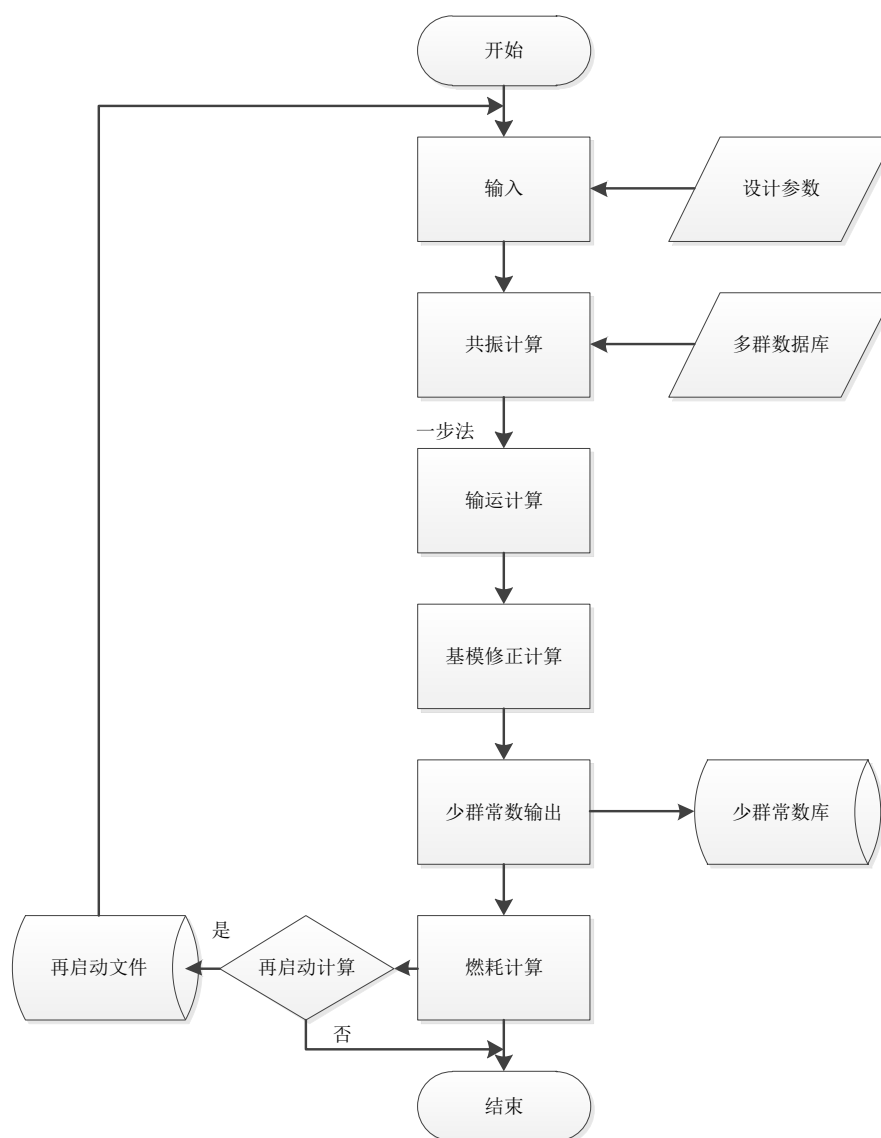 开始
输入
设计参数
共振计算
多群数据库
一步法
输运计算
基模修正计算
少群常数输出
少群常数库
是
再启动文件
再启动计算
燃耗计算
否
结束